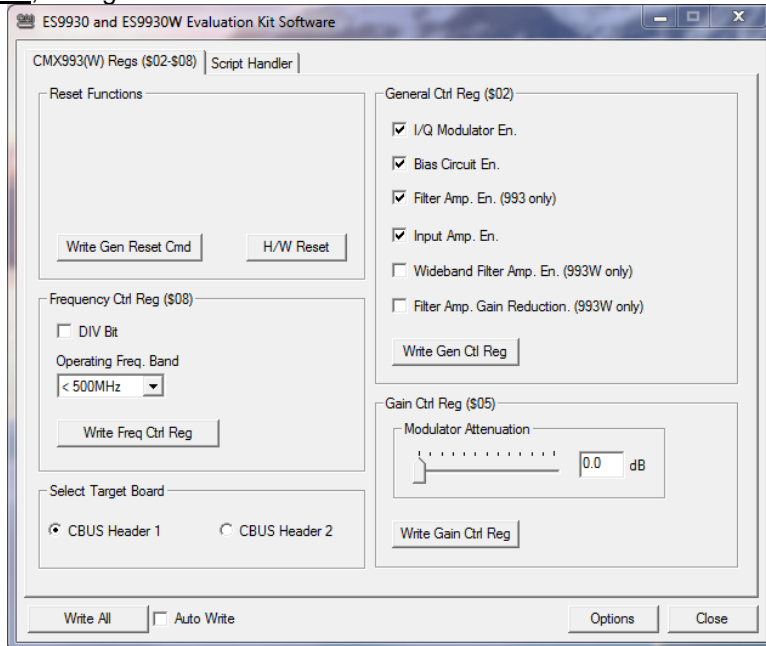 ES9930 and ES9930W Evaluation Kit Software
CMX993(W) Regs ($02-$08)
Script Handler
Reset Functions
Write Gen Reset Cmd
H/W Reset
General Ctrl Reg ($02)
I/Q Modulator En.
Bias Circuit En.
Filter Amp. En. (993 only)
Input Amp. En.
Wideband Filter Amp. En. (993W only)
Filter Amp. Gain Reduction. (993W only)
Write Gen Ctl Reg
Frequency Ctrl Reg ($08)
DIV Bit
Operating Freq. Band
< 500MHz
Write Freq Ctrl Reg
Gain Ctrl Reg ($05)
Modulator Attenuation
0.0 dB
Write Gain Ctrl Reg
Select Target Board
CBUS Header 1
CBUS Header 2
Write All
Auto Write
Options
Close